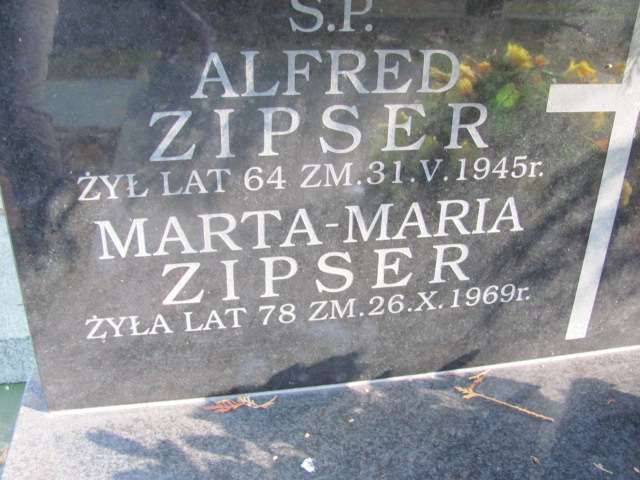 S.P.
ALFRED
ZIPSER
ŻYŁ LAT 64 ZM.31.V.1945r.
MARTA-MARIA
ZIPSER
ŻYŁA LAT 78 ZM.26.X.1969r.